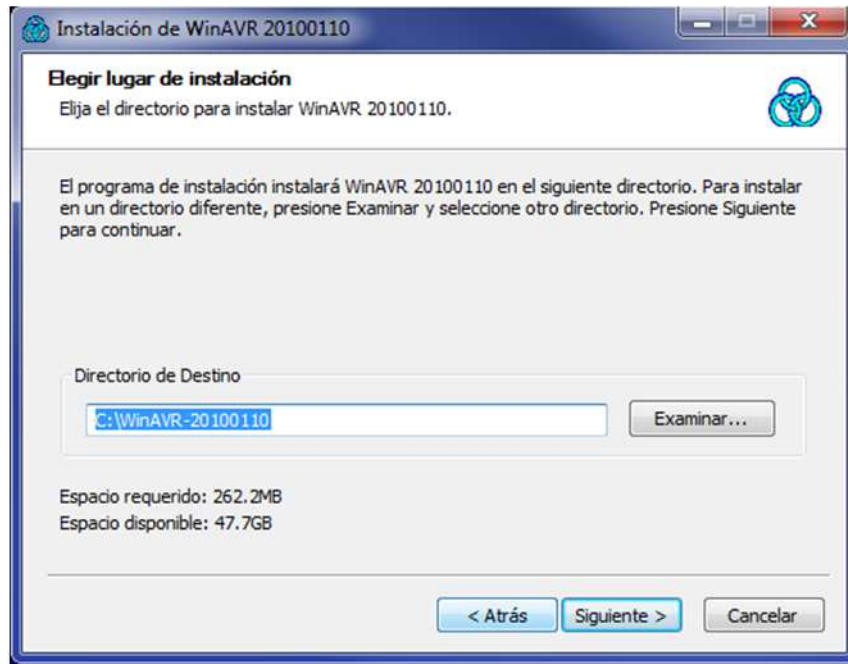 Instalación de WinAVR 20100110
Elegir lugar de instalación
Elija el directorio para instalar WinAVR 20100110.
El programa de instalación instalará WinAVR 20100110 en el siguiente directorio. Para instalar
en un directorio diferente, presione Examinar y seleccione otro directorio. Presione Siguiente
para continuar.
Directorio de Destino
C:\WinAVR-20100110
Examinar...
Espacio requerido: 262.2MB
Espacio disponible: 47.7GB
< Atrás
Siguiente >
Cancelar